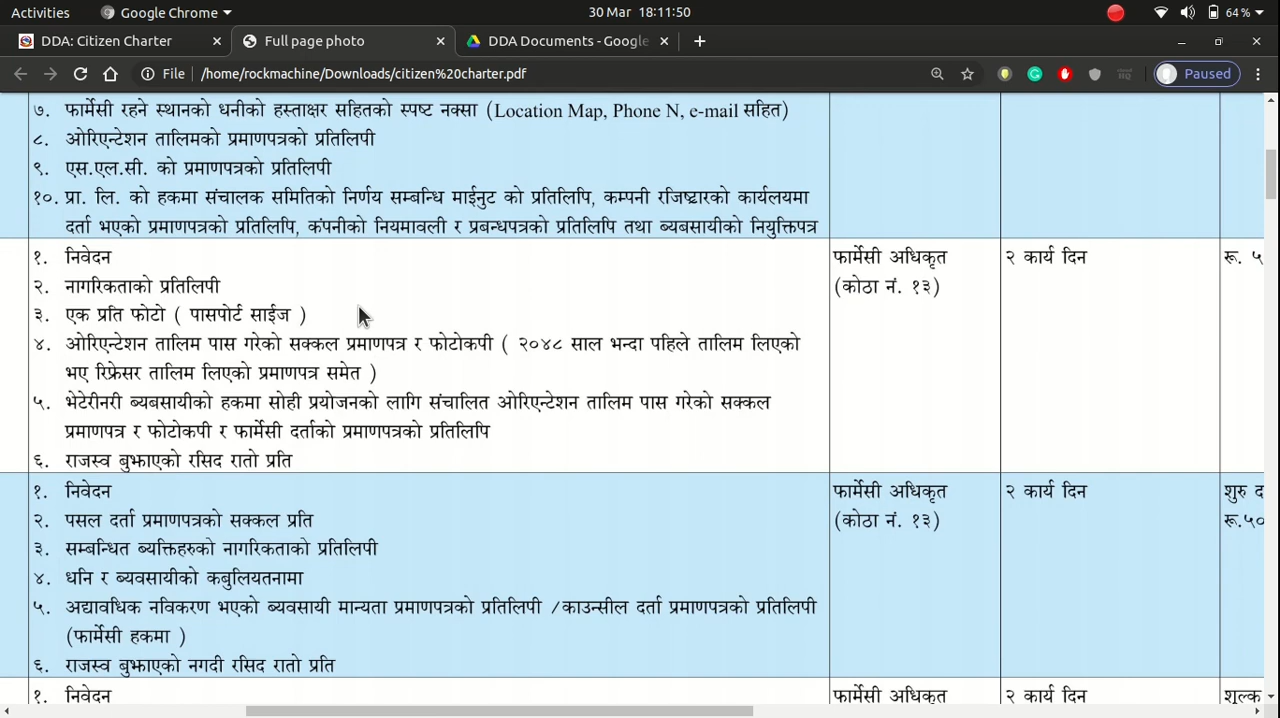 Activities
Google Chrome
30 Mar 18:11:50
64 %
DDA: Citizen Charter
Full page photo
DDA Documents - Google
File
/home/rockmachine/Downloads/citizen%20charter.pdf
Paused
७. फार्मेसी रहने स्थानको धनीको हस्ताक्षर सहितको स्पष्ट नक्सा (Location Map, Phone N, e-mail सहित)
८. ओरिएन्टेशन तालिमको प्रमाणपत्रको प्रतिलिपी
९. एस.एल.सी. को प्रमाणपत्रको प्रतिलिपी
१०. प्रा. लि. को हकमा संचालक समितिको निर्णय सम्बन्धि माईनुट को प्रतिलिपि, कम्पनी रजिष्टारको कार्यलयमा
दर्ता भएको प्रमाणपत्रको प्रतिलिपि, कंपनीको नियमावली र प्रबन्धपत्रको प्रतिलिपि तथा ब्यबसायीको नियुक्तिपत्र
१. निवेदन
फार्मेसी अधिकृत
२ कार्य दिन
रू. ५
२. नागरिकताको प्रतिलिपी
(कोठा नं. १३)
३. एक प्रति फोटो ( पासपोर्ट साईज )
४. ओरिएन्टेशन तालिम पास गरेको सक्कल प्रमाणपत्र र फोटोकपी ( २०४८ साल भन्दा पहिले तालिम लिएको
भए रिफ्रेसर तालिम लिएको प्रमाणपत्र समेत )
५. भेटेरीनरी ब्यबसायीको हकमा सोही प्रयोजनको लागि संचालित ओरिएन्टेशन तालिम पास गरेको सक्कल
प्रमाणपत्र र फोटोकपी र फार्मेसी दर्ताको प्रमाणपत्रको प्रतिलिपि
६. राजस्व बुझाएको रसिद रातो प्रति
१. निवेदन
फार्मेसी अधिकृत
२ कार्य दिन
शुरु द
२. पसल दर्ता प्रमाणपत्रको सक्कल प्रति
(कोठा नं. १३)
रू.५०
३. सम्बन्धित ब्यक्तिहरुको नागरिकताको प्रतिलिपी
४. धनि र ब्यवसायीको कबुलियतनामा
५. अद्यावधिक नविकरण भएको ब्यवसायी मान्यता प्रमाणपत्रको प्रतिलिपी /काउन्सील दर्ता प्रमाणपत्रको प्रतिलिपी
(फार्मेसी हकमा )
६. राजस्व बुझाएको नगदी रसिद रातो प्रति
१. निवेदन
फार्मेसी अधिकृत
२ कार्य दिन
शुल्क